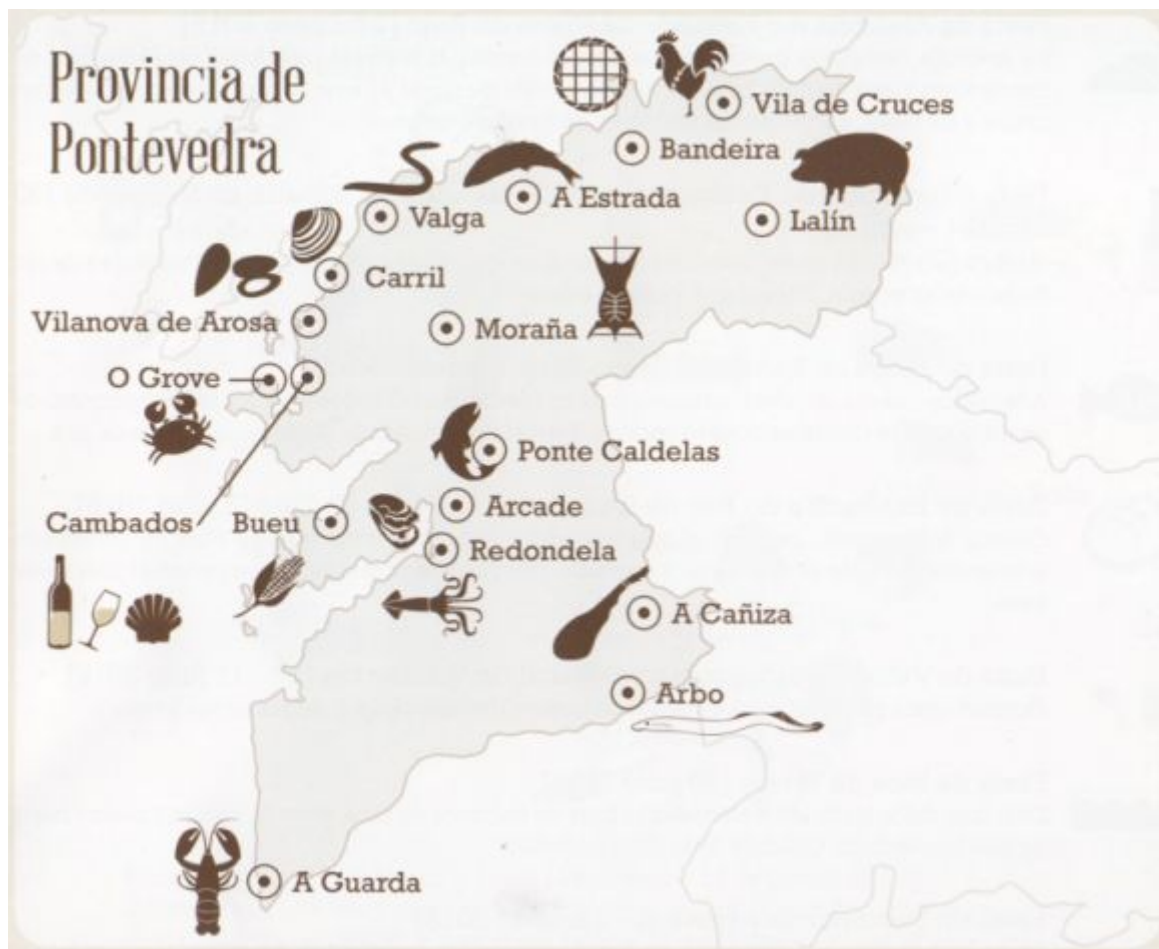 Provincia de
Pontevedra
Vila de Cruces
Bandeira
A Estrada
Valga
Lalín
Carril
Vilanova de Arosa
Moraña
O Grove
Ponte Caldelas
Cambados
Bueu
Arcade
Redondela
A Cañiza
Arbo
A Guarda